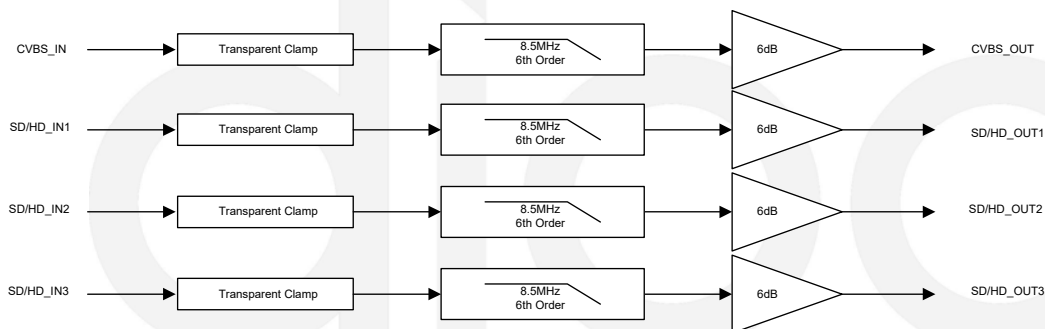 CVBS_IN
Transparent Clamp
8.5MHz
6th Order
6dB
CVBS_OUT
SD/HD_IN1
Transparent Clamp
8.5MHz
6th Order
6dB
SD/HD_OUT1
SD/HD_IN2
Transparent Clamp
8.5MHz
6th Order
6dB
SD/HD_OUT2
SD/HD_IN3
Transparent Clamp
8.5MHz
6th Order
6dB
SD/HD_OUT3